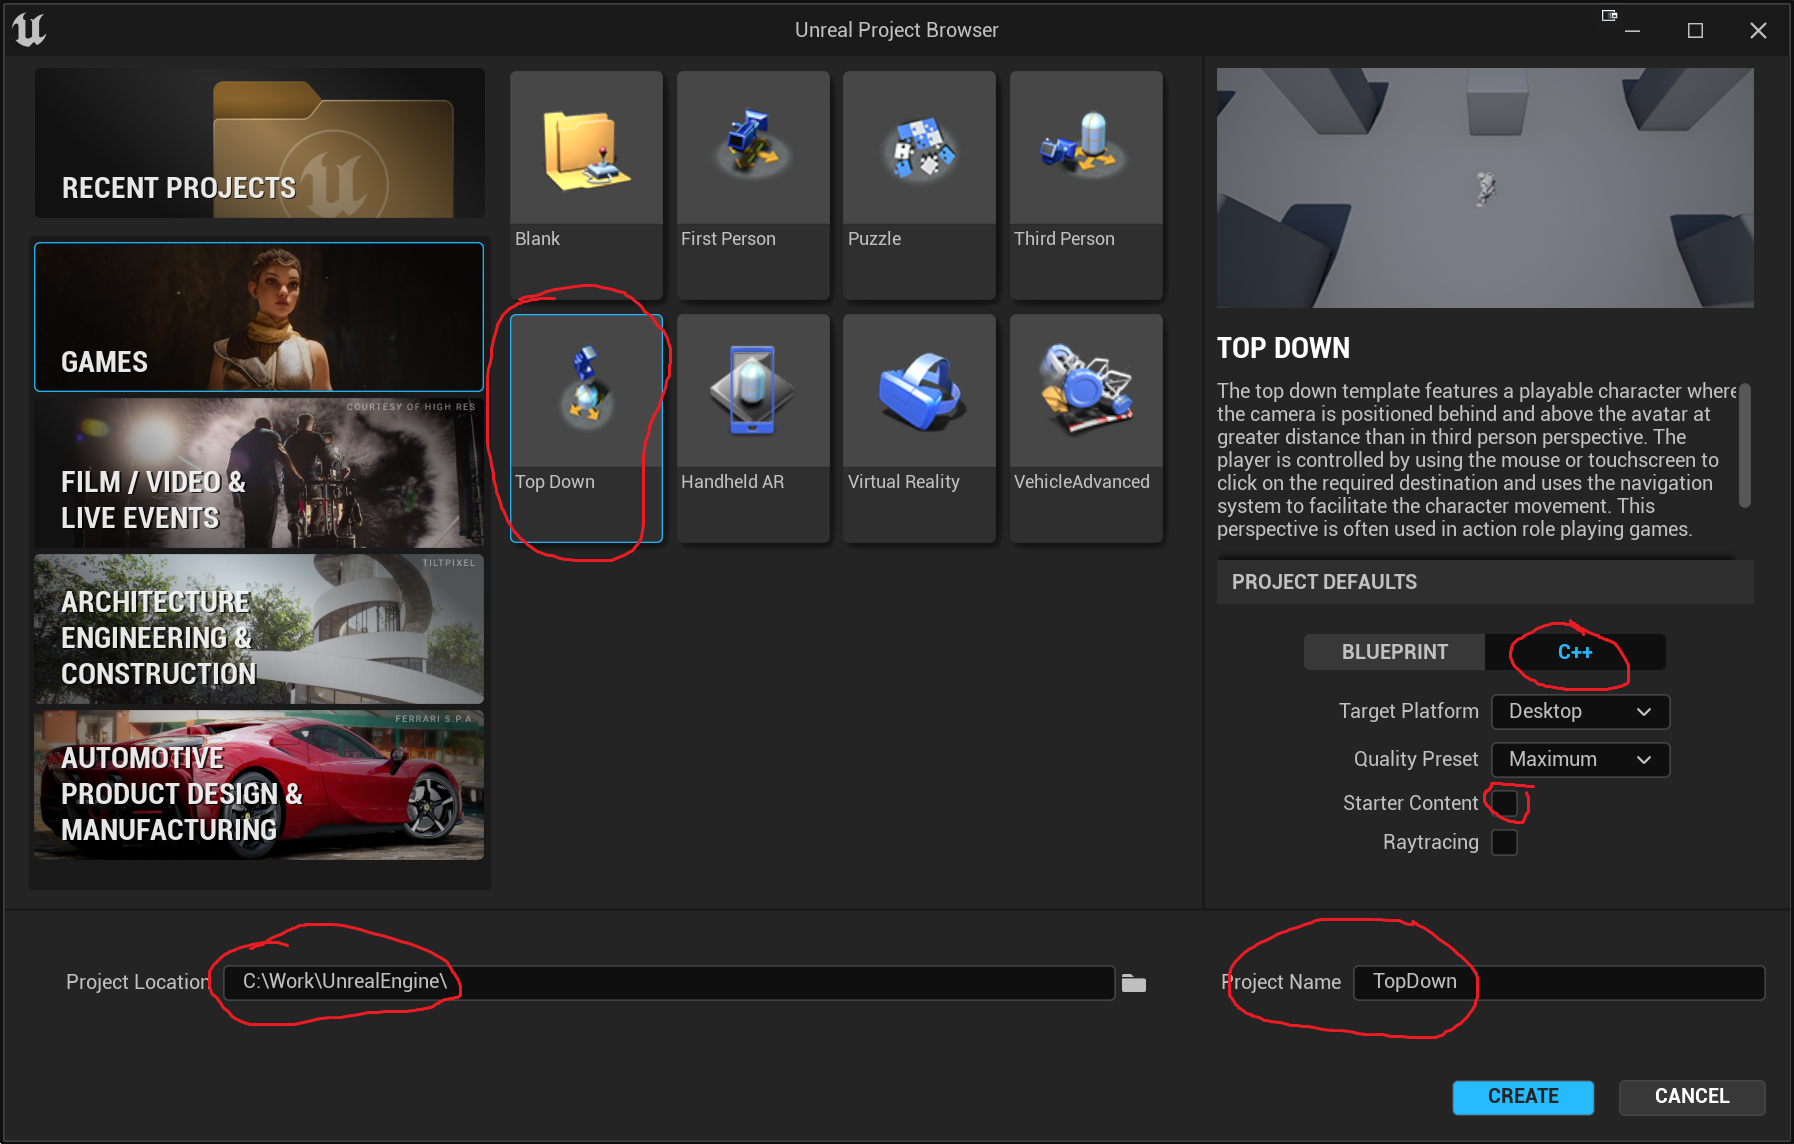 Unreal Project Browser
RECENT PROJECTS
GAMES
COURTESY OF HIGH RES
FILM / VIDEO &
LIVE EVENTS
TILTPIXEL
ARCHITECTURE
ENGINEERING &
CONSTRUCTION
FERRARI S.P.A.
AUTOMOTIVE
PRODUCT DESIGN &
MANUFACTURING
Blank
First Person
Puzzle
Third Person
Top Down
Handheld AR
Virtual Reality
VehicleAdvanced
TOP DOWN
The top down template features a playable character where
the camera is positioned behind and above the avatar at
greater distance than in third person perspective. The
player is controlled by using the mouse or touchscreen to
click on the required destination and uses the navigation
system to facilitate the character movement. This
perspective is often used in action role playing games.
PROJECT DEFAULTS
BLUEPRINT C++
Target Platform Desktop
Quality Preset Maximum
Starter Content
Raytracing
Project Location C:\Work\UnrealEngine\
Project Name TopDown
CREATE CANCEL